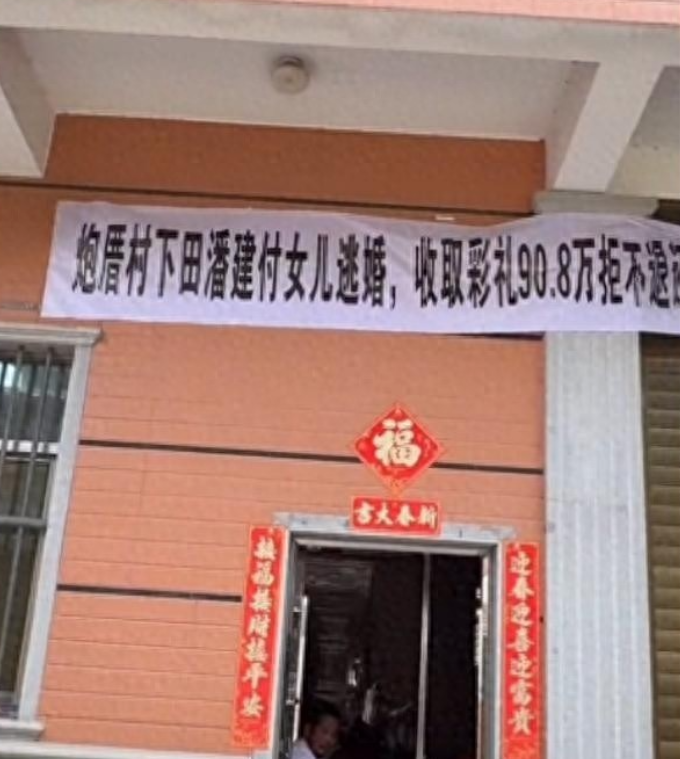 炮厝村下田潘建付女儿逃婚，收取彩礼90.8万拒不退还
福
吉大春新
接福接财接平安
迎春迎喜迎富贵